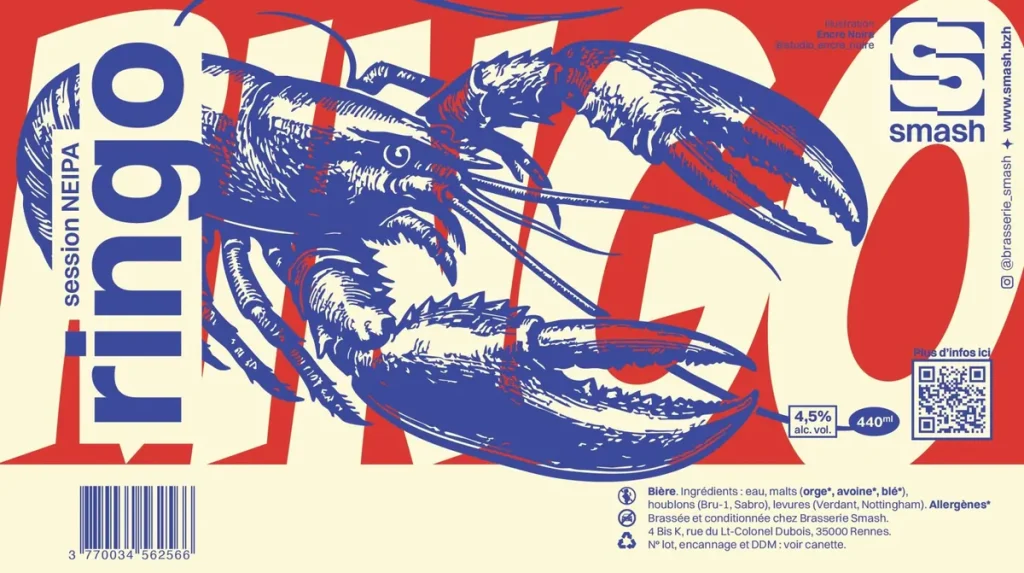 RINGO
session NEIPA
ringo
Illustration
Encre Noire
@studio_encre_noire
S
smash
@brasserie_smash ✦ www.smash.bzh
Plus d'infos ici
4,5%
alc. vol.
440ml
Bière. Ingrédients : eau, malts (orge*, avoine*, blé*),
houblons (Bru-1, Sabro), levures (Verdant, Nottingham). Allergènes*
Brassée et conditionnée chez Brasserie Smash.
4 Bis K, rue du Lt-Colonel Dubois, 35000 Rennes.
N° lot, encannage et DDM : voir canette.
3 770034 562566